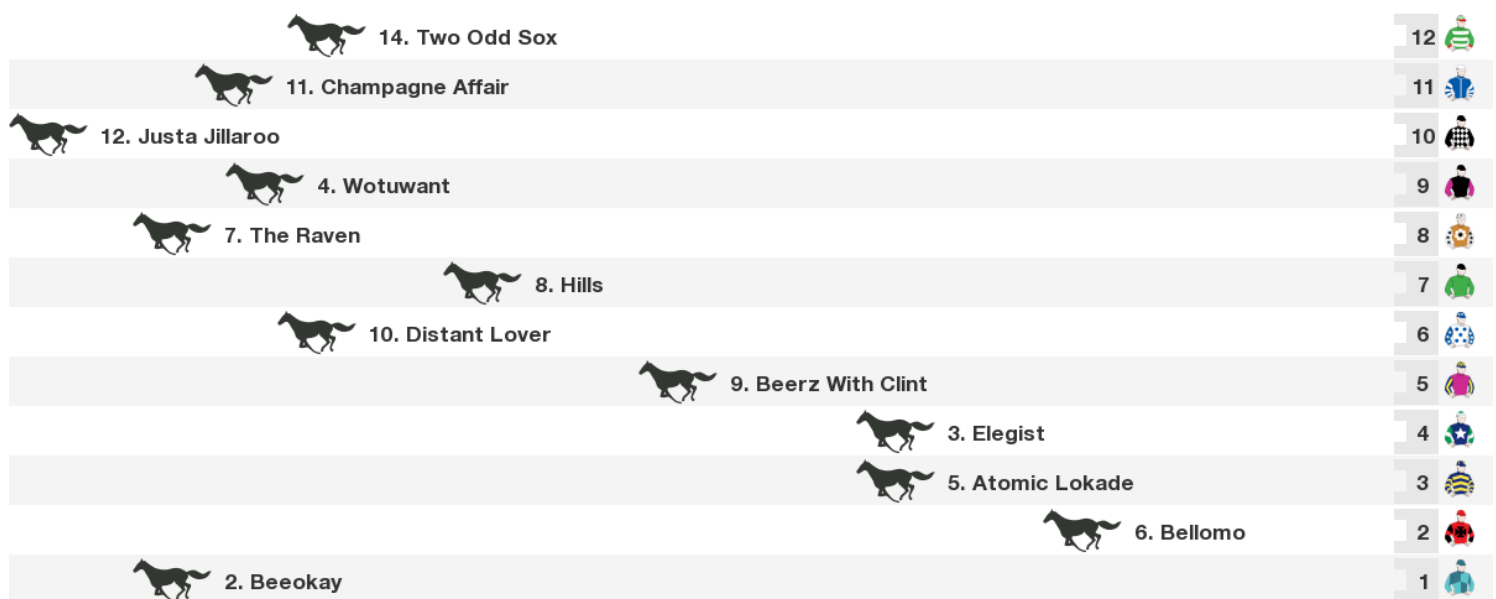 14. Two Odd Sox 12
11. Champagne Affair 11
12. Justa Jillaroo 10
4. Wotuwant 9
7. The Raven 8
8. Hills 7
10. Distant Lover 6
9. Beerz With Clint 5
3. Elegist 4
5. Atomic Lokade 3
6. Bellomo 2
2. Beeokay 1